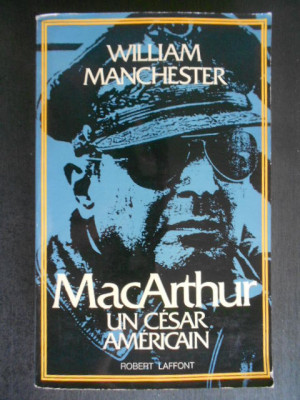 WILLIAM
MANCHESTER
MacArthur
UN CÉSAR
AMÉRICAIN
ROBERT LAFFONT